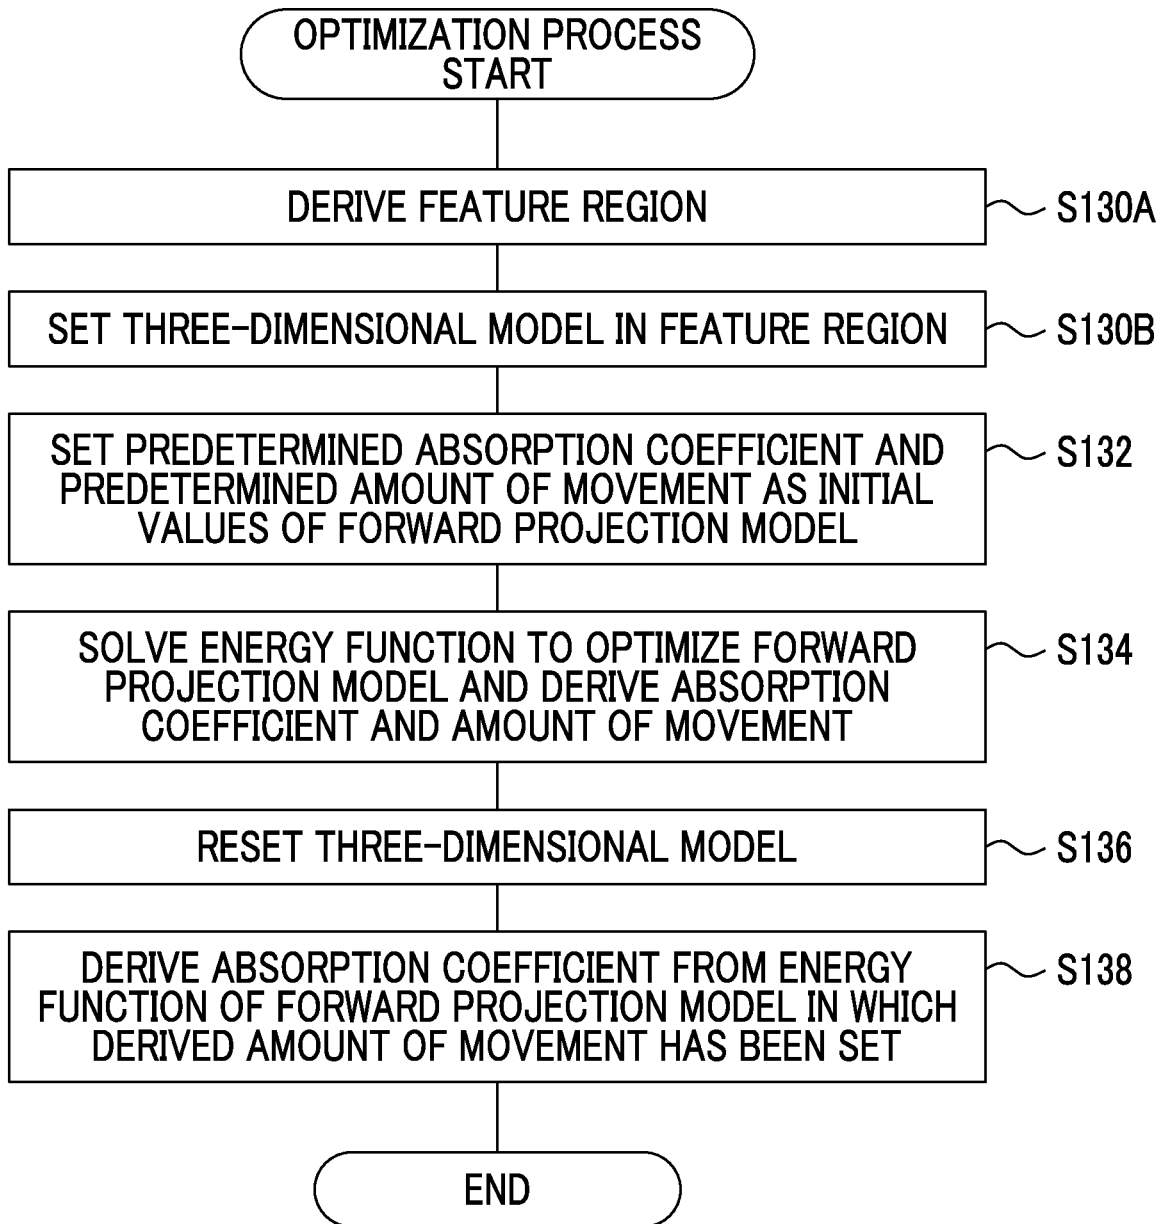 OPTIMIZATION PROCESS
START
DERIVE FEATURE REGION
S130A
SET THREE-DIMENSIONAL MODEL IN FEATURE REGION
S130B
SET PREDETERMINED ABSORPTION COEFFICIENT AND
PREDETERMINED AMOUNT OF MOVEMENT AS INITIAL
VALUES OF FORWARD PROJECTION MODEL
S132
SOLVE ENERGY FUNCTION TO OPTIMIZE FORWARD
PROJECTION MODEL AND DERIVE ABSORPTION
COEFFICIENT AND AMOUNT OF MOVEMENT
S134
RESET THREE-DIMENSIONAL MODEL
S136
DERIVE ABSORPTION COEFFICIENT FROM ENERGY
FUNCTION OF FORWARD PROJECTION MODEL IN WHICH
DERIVED AMOUNT OF MOVEMENT HAS BEEN SET
S138
END